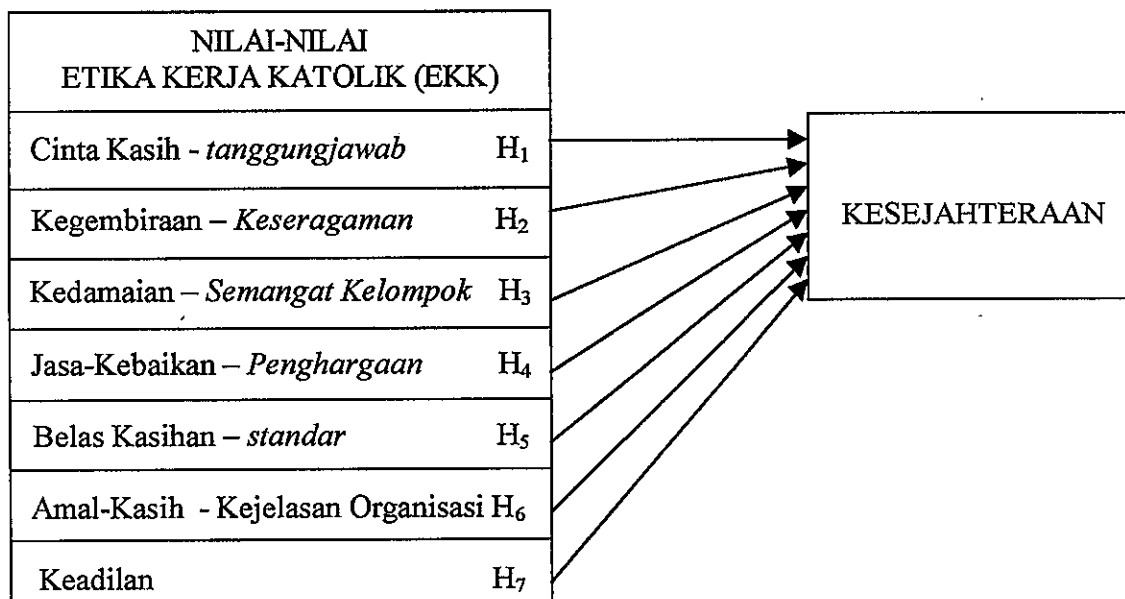 NILAI-NILAI
ETIKA KERJA KATOLIK (EKK)
Cinta Kasih - tanggungjawab H₁
Kegembiraan – Keseragaman H₂
KESEJAHTERAAN
Kedamaian – Semangat Kelompok H₃
Jasa-Kebaikan – Penghargaan H₄
Belas Kasihan – standar H₅
Amal-Kasih - Kejelasan Organisasi H₆
Keadilan H₇